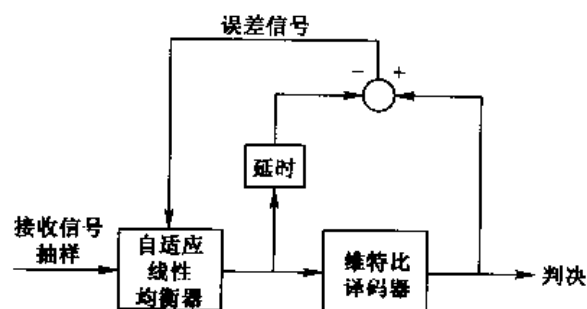 误差信号
− +
延时
接收信号
抽样
自适应
线性
均衡器
维特比
译码器
判决